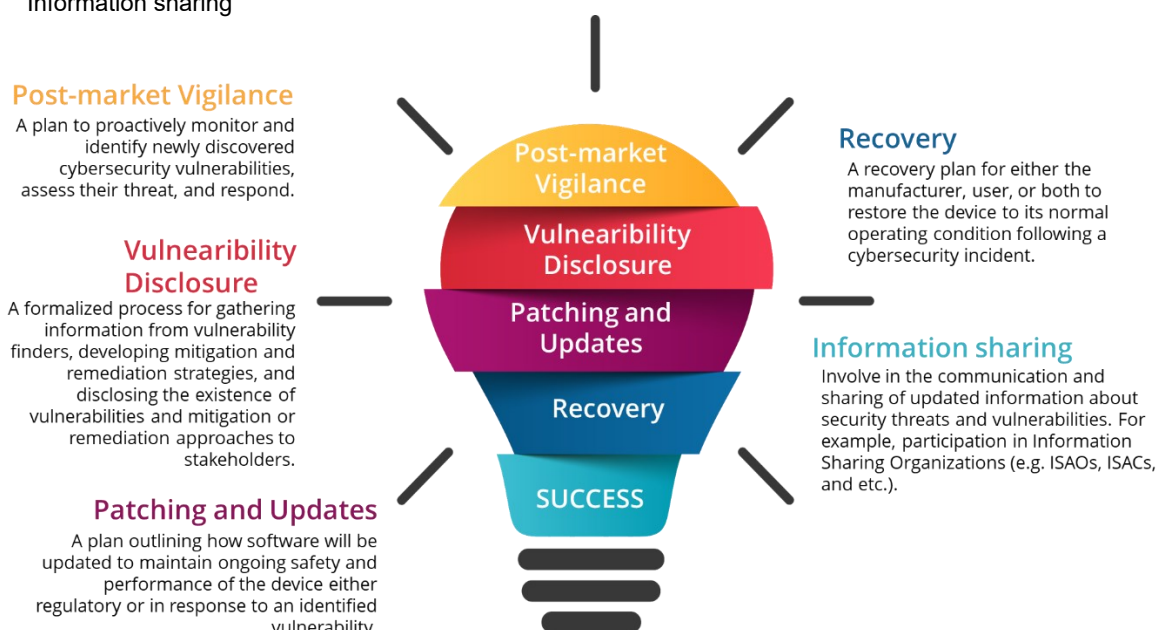 Information sharing
Post-market Vigilance
A plan to proactively monitor and
identify newly discovered
cybersecurity vulnerabilities,
assess their threat, and respond.
Vulnearibility
Disclosure
A formalized process for gathering
information from vulnerability
finders, developing mitigation and
remediation strategies, and
disclosing the existence of
vulnerabilities and mitigation or
remediation approaches to
stakeholders.
Patching and Updates
A plan outlining how software will be
updated to maintain ongoing safety and
performance of the device either
regulatory or in response to an identified
vulnerability.
Post-market
Vigilance
Vulnearibility
Disclosure
Patching and
Updates
Recovery
SUCCESS
Recovery
A recovery plan for either the
manufacturer, user, or both to
restore the device to its normal
operating condition following a
cybersecurity incident.
Information sharing
Involve in the communication and
sharing of updated information about
security threats and vulnerabilities. For
example, participation in Information
Sharing Organizations (e.g. ISAOs, ISACs,
and etc.).